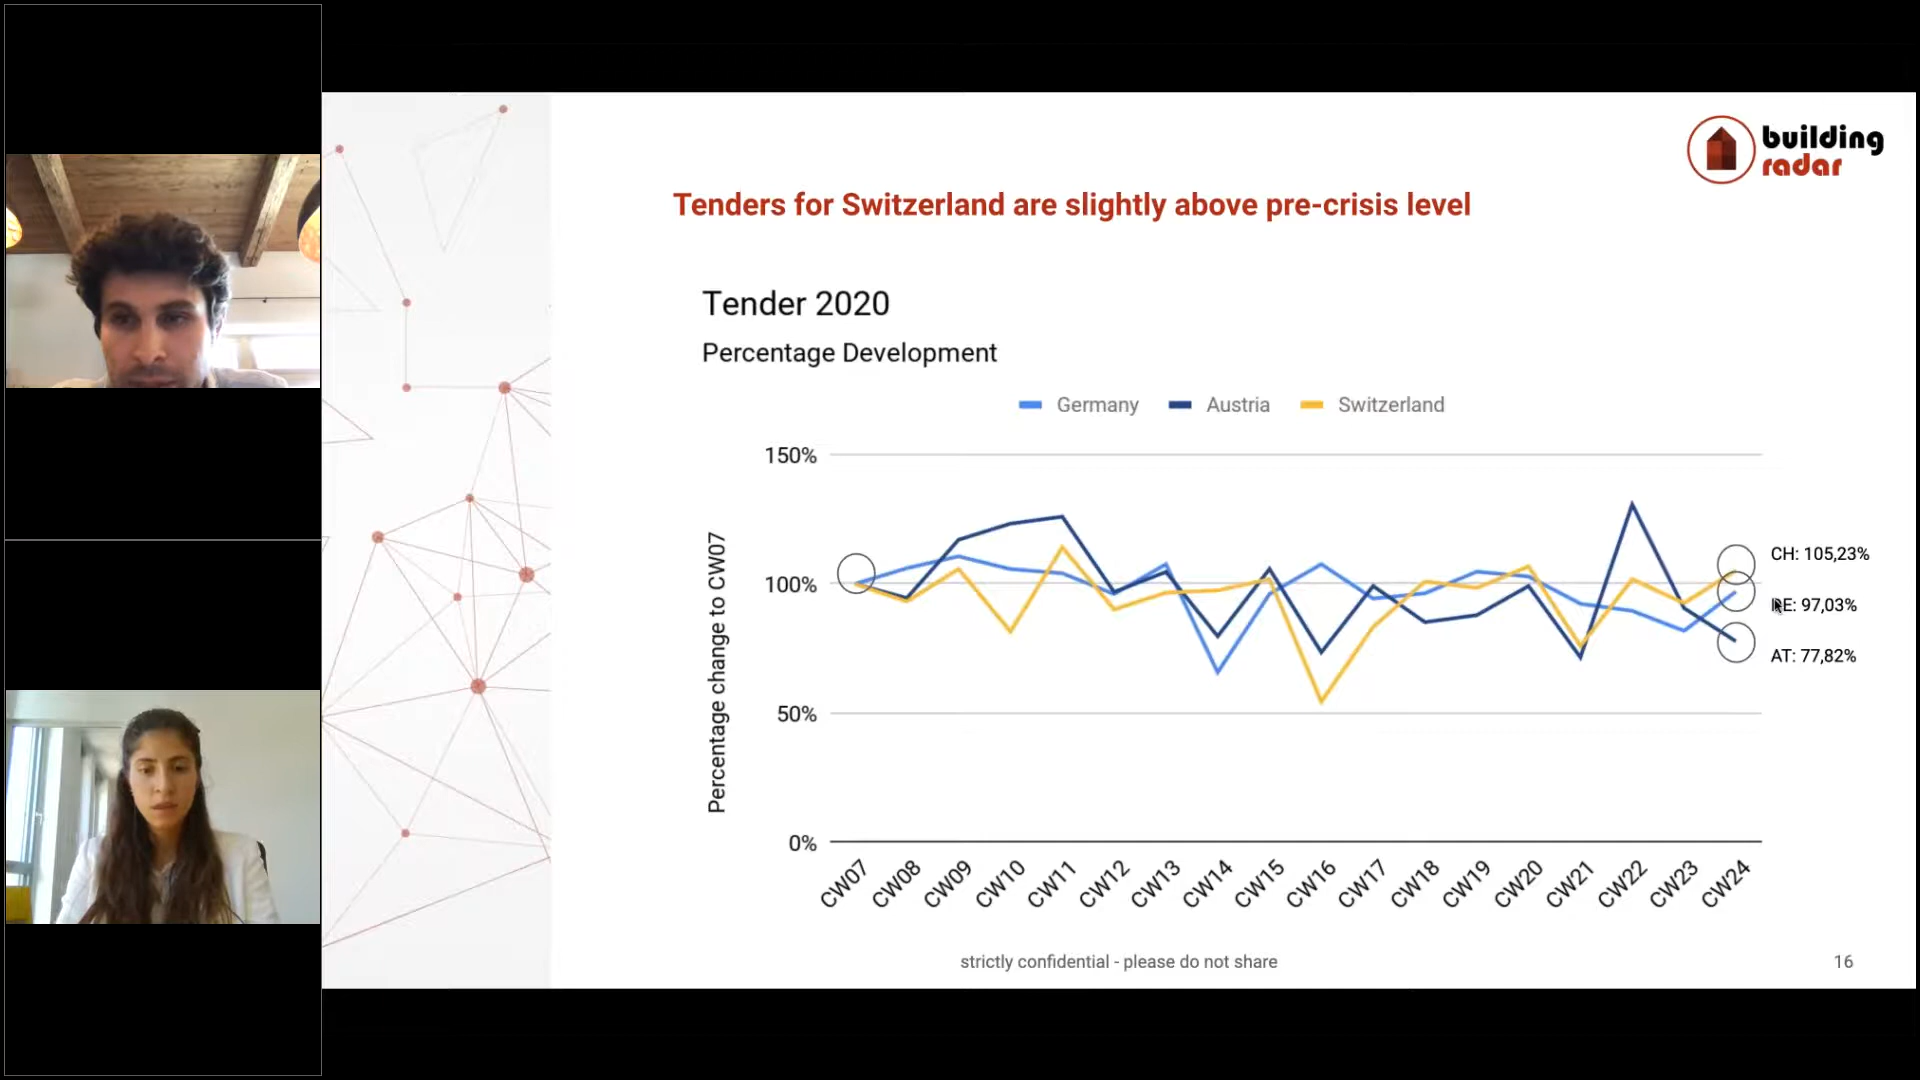 building
radar
Tenders for Switzerland are slightly above pre-crisis level
Tender 2020
Percentage Development
Germany Austria Switzerland
Percentage change to CW07
150%
100%
50%
0%
CH: 105,23%
DE: 97,03%
AT: 77,82%
CW07 CW08 CW09 CW10 CW11 CW12 CW13 CW14 CW15 CW16 CW17 CW18 CW19 CW20 CW21 CW22 CW23 CW24
strictly confidential - please do not share
16